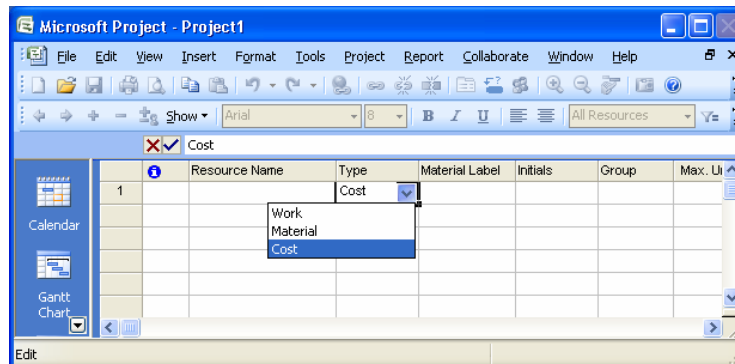 Microsoft Project - Project1
File Edit View Insert Format Tools Project Report Collaborate Window Help
Show Arial 8 B I U All Resources
Cost
Resource Name Type Material Label Initials Group Max. U
1 Cost
Work
Material
Cost
Calendar
Gantt
Chart
Edit